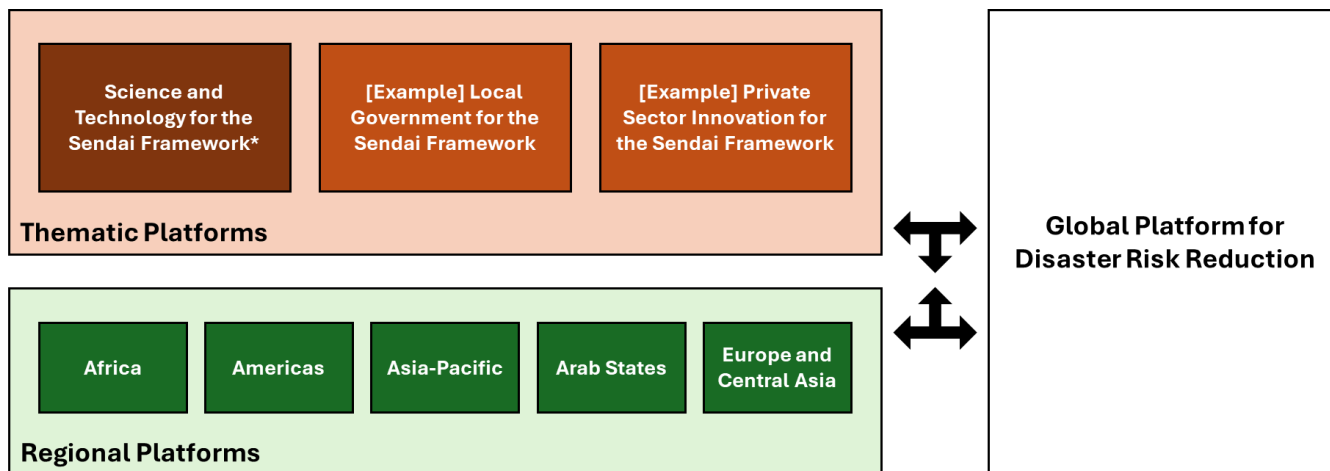 Science and
Technology for the
Sendai Framework*
[Example] Local
Government for the
Sendai Framework
[Example] Private
Sector Innovation for
the Sendai Framework
Thematic Platforms
Global Platform for
Disaster Risk Reduction
Africa
Americas
Asia-Pacific
Arab States
Europe and
Central Asia
Regional Platforms